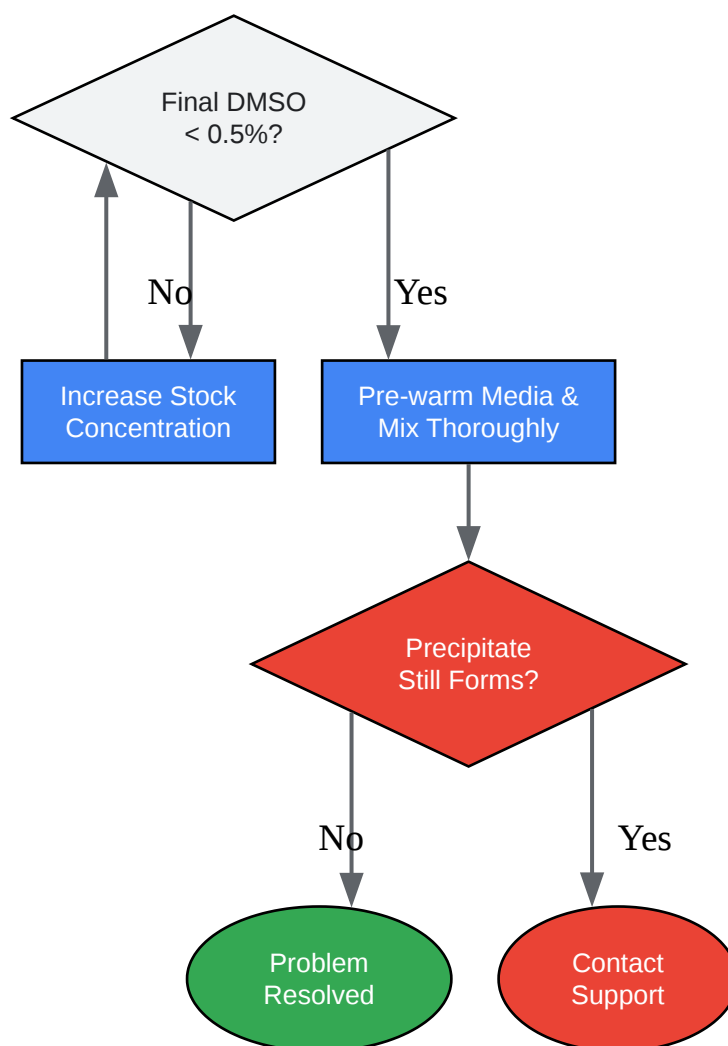 Final DMSO
< 0.5%?
No
Yes
Increase Stock
Concentration
Pre-warm Media &
Mix Thoroughly
Precipitate
Still Forms?
No
Yes
Problem
Resolved
Contact
Support